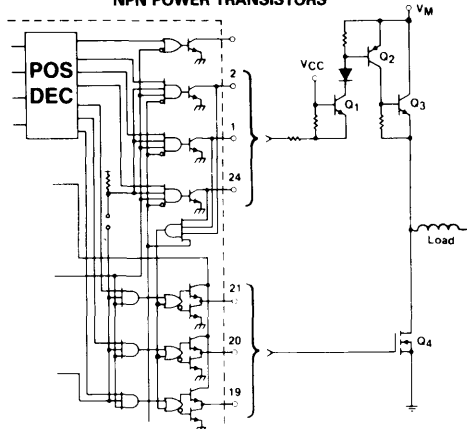 NPN POWER TRANSISTORS
VM
POS
DEC
2
VCC
Q2
Q1
Q3
1
24
Load
21
20
Q4
19